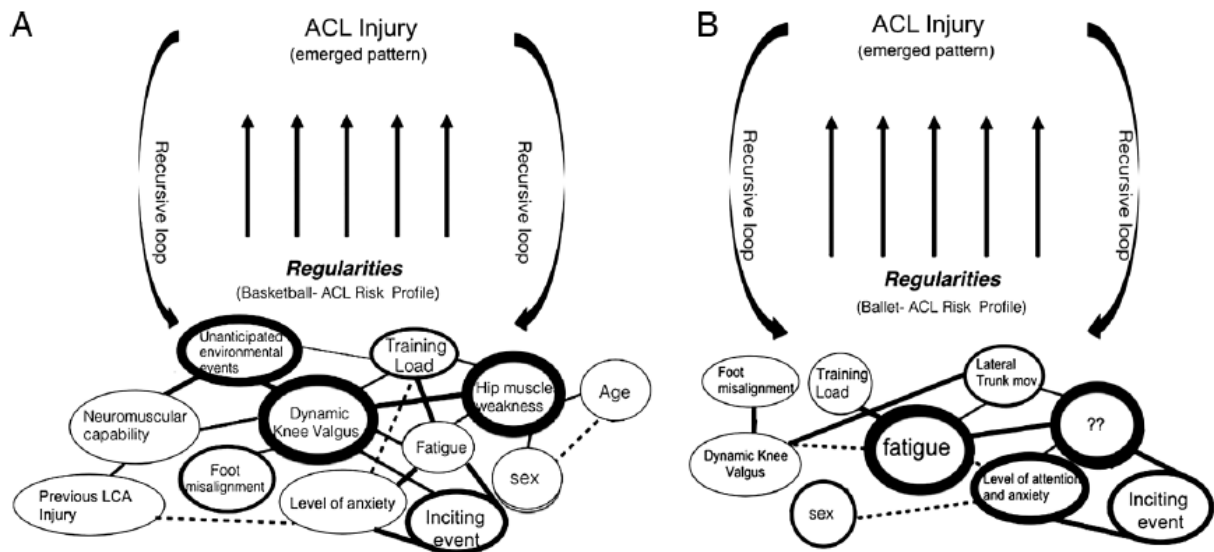 A
ACL Injury
(emerged pattern)
Recursive loop
Recursive loop
Regularities
(Basketball- ACL Risk Profile)
Unanticipated
environmental
events
Training
Load
Hip muscle
weakness
Age
Neuromuscular
capability
Dynamic
Knee Valgus
Fatigue
Foot
misalignment
sex
Previous LCA
Injury
Level of anxiety
Inciting
event
B
ACL Injury
(emerged pattern)
Recursive loop
Recursive loop
Regularities
(Ballet- ACL Risk Profile)
Foot
misalignment
Training
Load
Lateral
Trunk mov.
??
Dynamic Knee
Valgus
fatigue
Level of attention
and anxiety
sex
Inciting
event